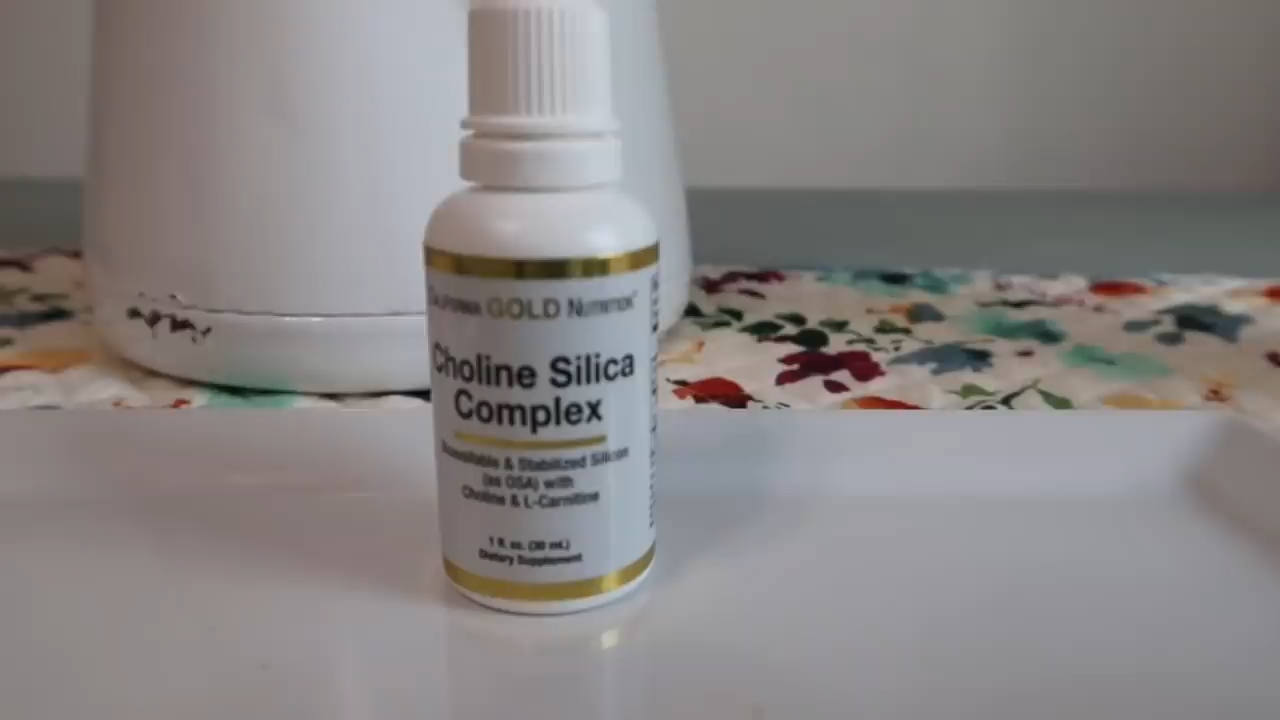 CALIFORNIA GOLD NUTRITION
Choline Silica
Complex
Bioavailable & Stabilized Silicon
(as OSA) with
Choline & L-Carnitine
1 fl. oz. (30 mL)
Dietary Supplement